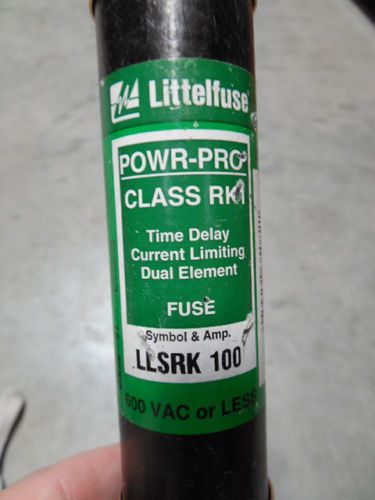 Littelfuse®
POWR-PRO®
CLASS RK1
Time Delay
Current Limiting
Dual Element
FUSE
Symbol & Amp.
LLSRK 100
600 VAC or LESS